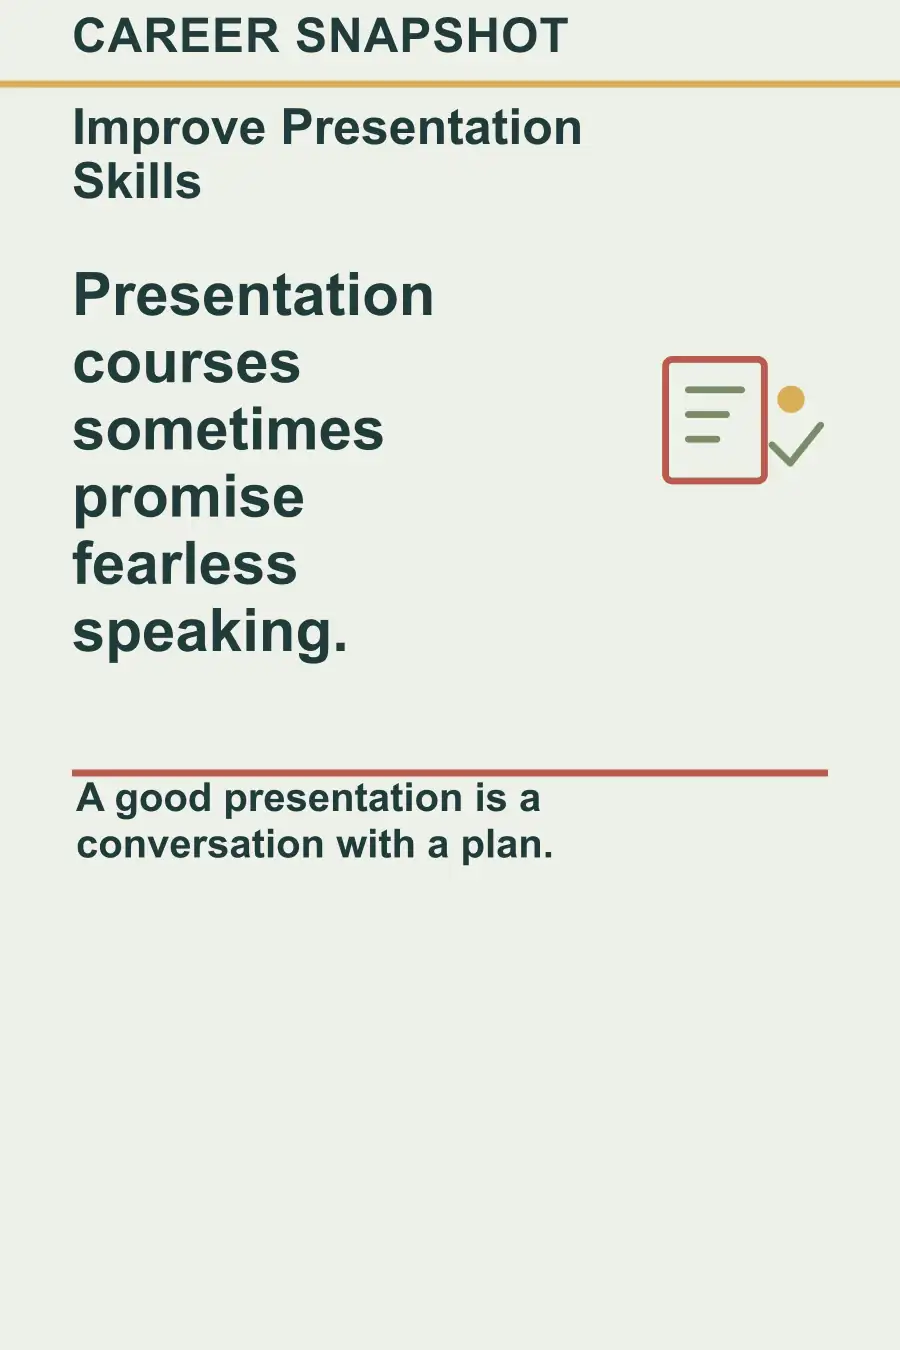 CAREER SNAPSHOT
Improve Presentation
Skills
Presentation
courses
sometimes
promise
fearless
speaking.
A good presentation is a
conversation with a plan.